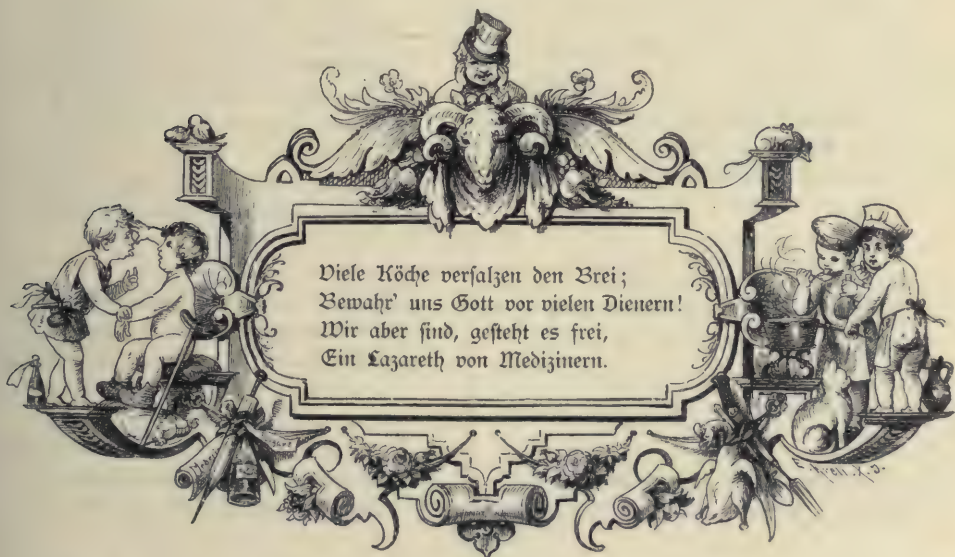 Viele Köche versalzen den Brei;
Bewahr' uns Gott vor vielen Dienern!
Wir aber sind, gesteht es frei,
Ein Lazareth von Medizinern.